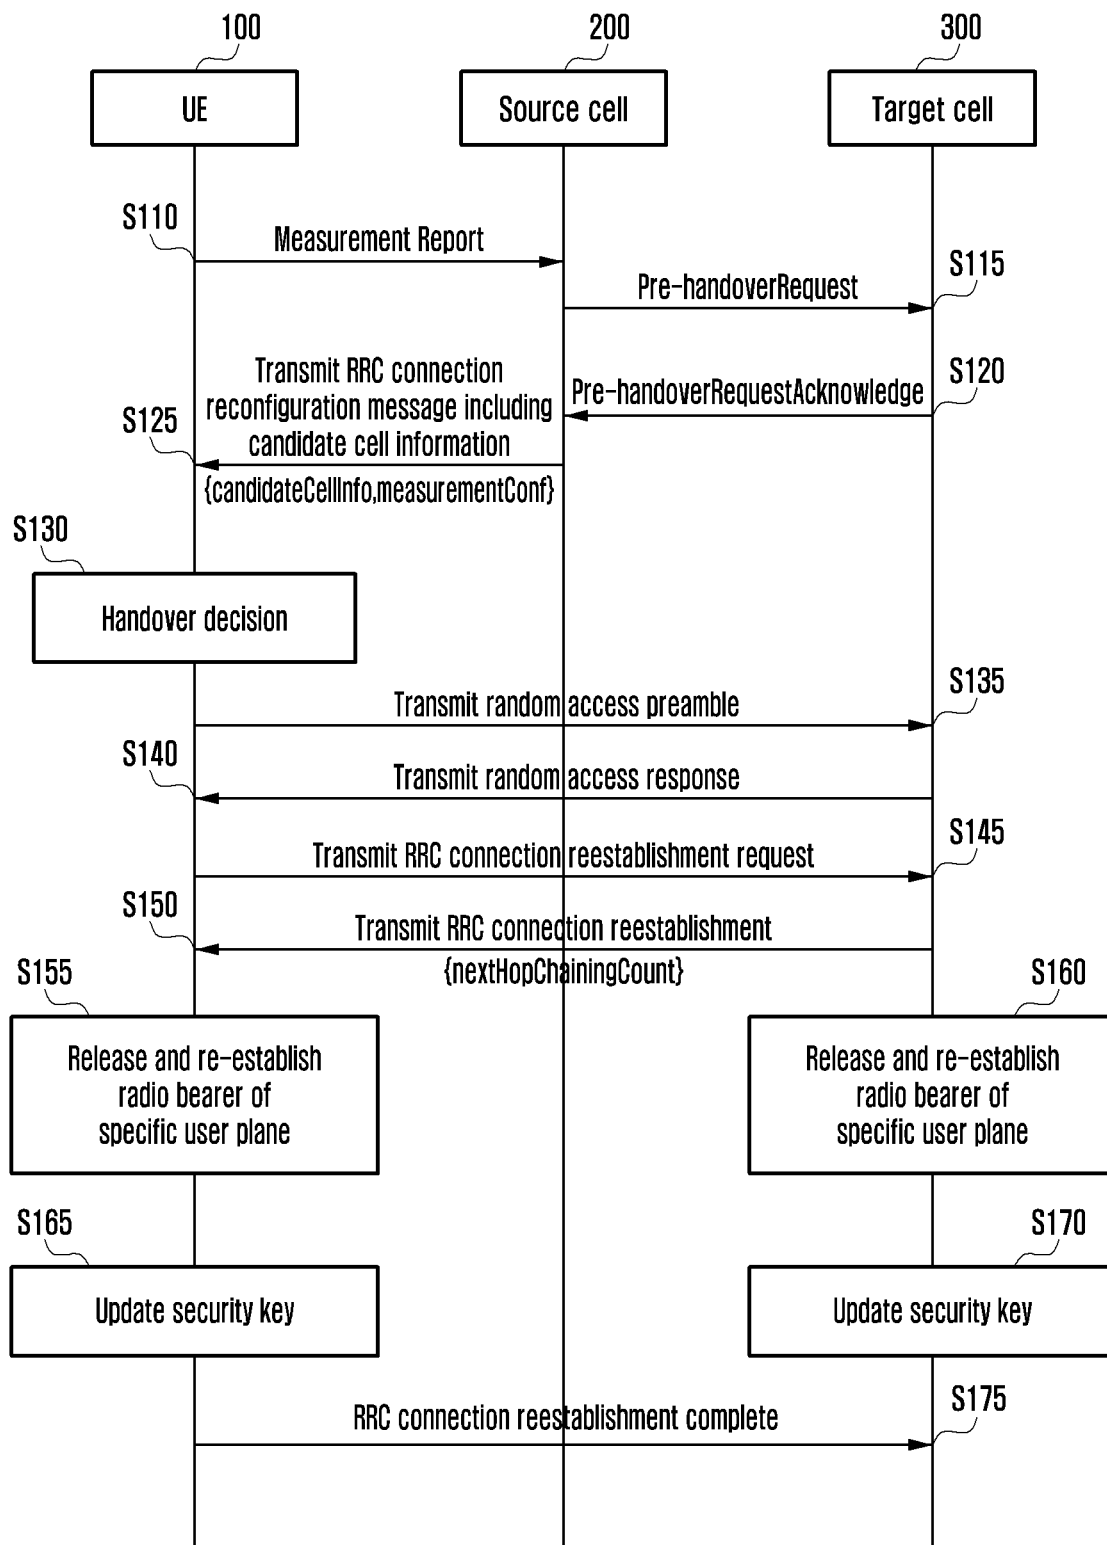 100
200
300
UE
Source cell
Target cell
S110
Measurement Report
S115
Pre-handoverRequest
S120
Pre-handoverRequestAcknowledge
Transmit RRC connection
reconfiguration message including
candidate cell information
S125
{candidateCellInfo,measurementConf}
S130
Handover decision
S135
Transmit random access preamble
S140
Transmit random access response
S145
Transmit RRC connection reestablishment request
S150
Transmit RRC connection reestablishment
{nextHopChainingCount}
S155
S160
Release and re-establish
radio bearer of
specific user plane
Release and re-establish
radio bearer of
specific user plane
S165
S170
Update security key
Update security key
S175
RRC connection reestablishment complete